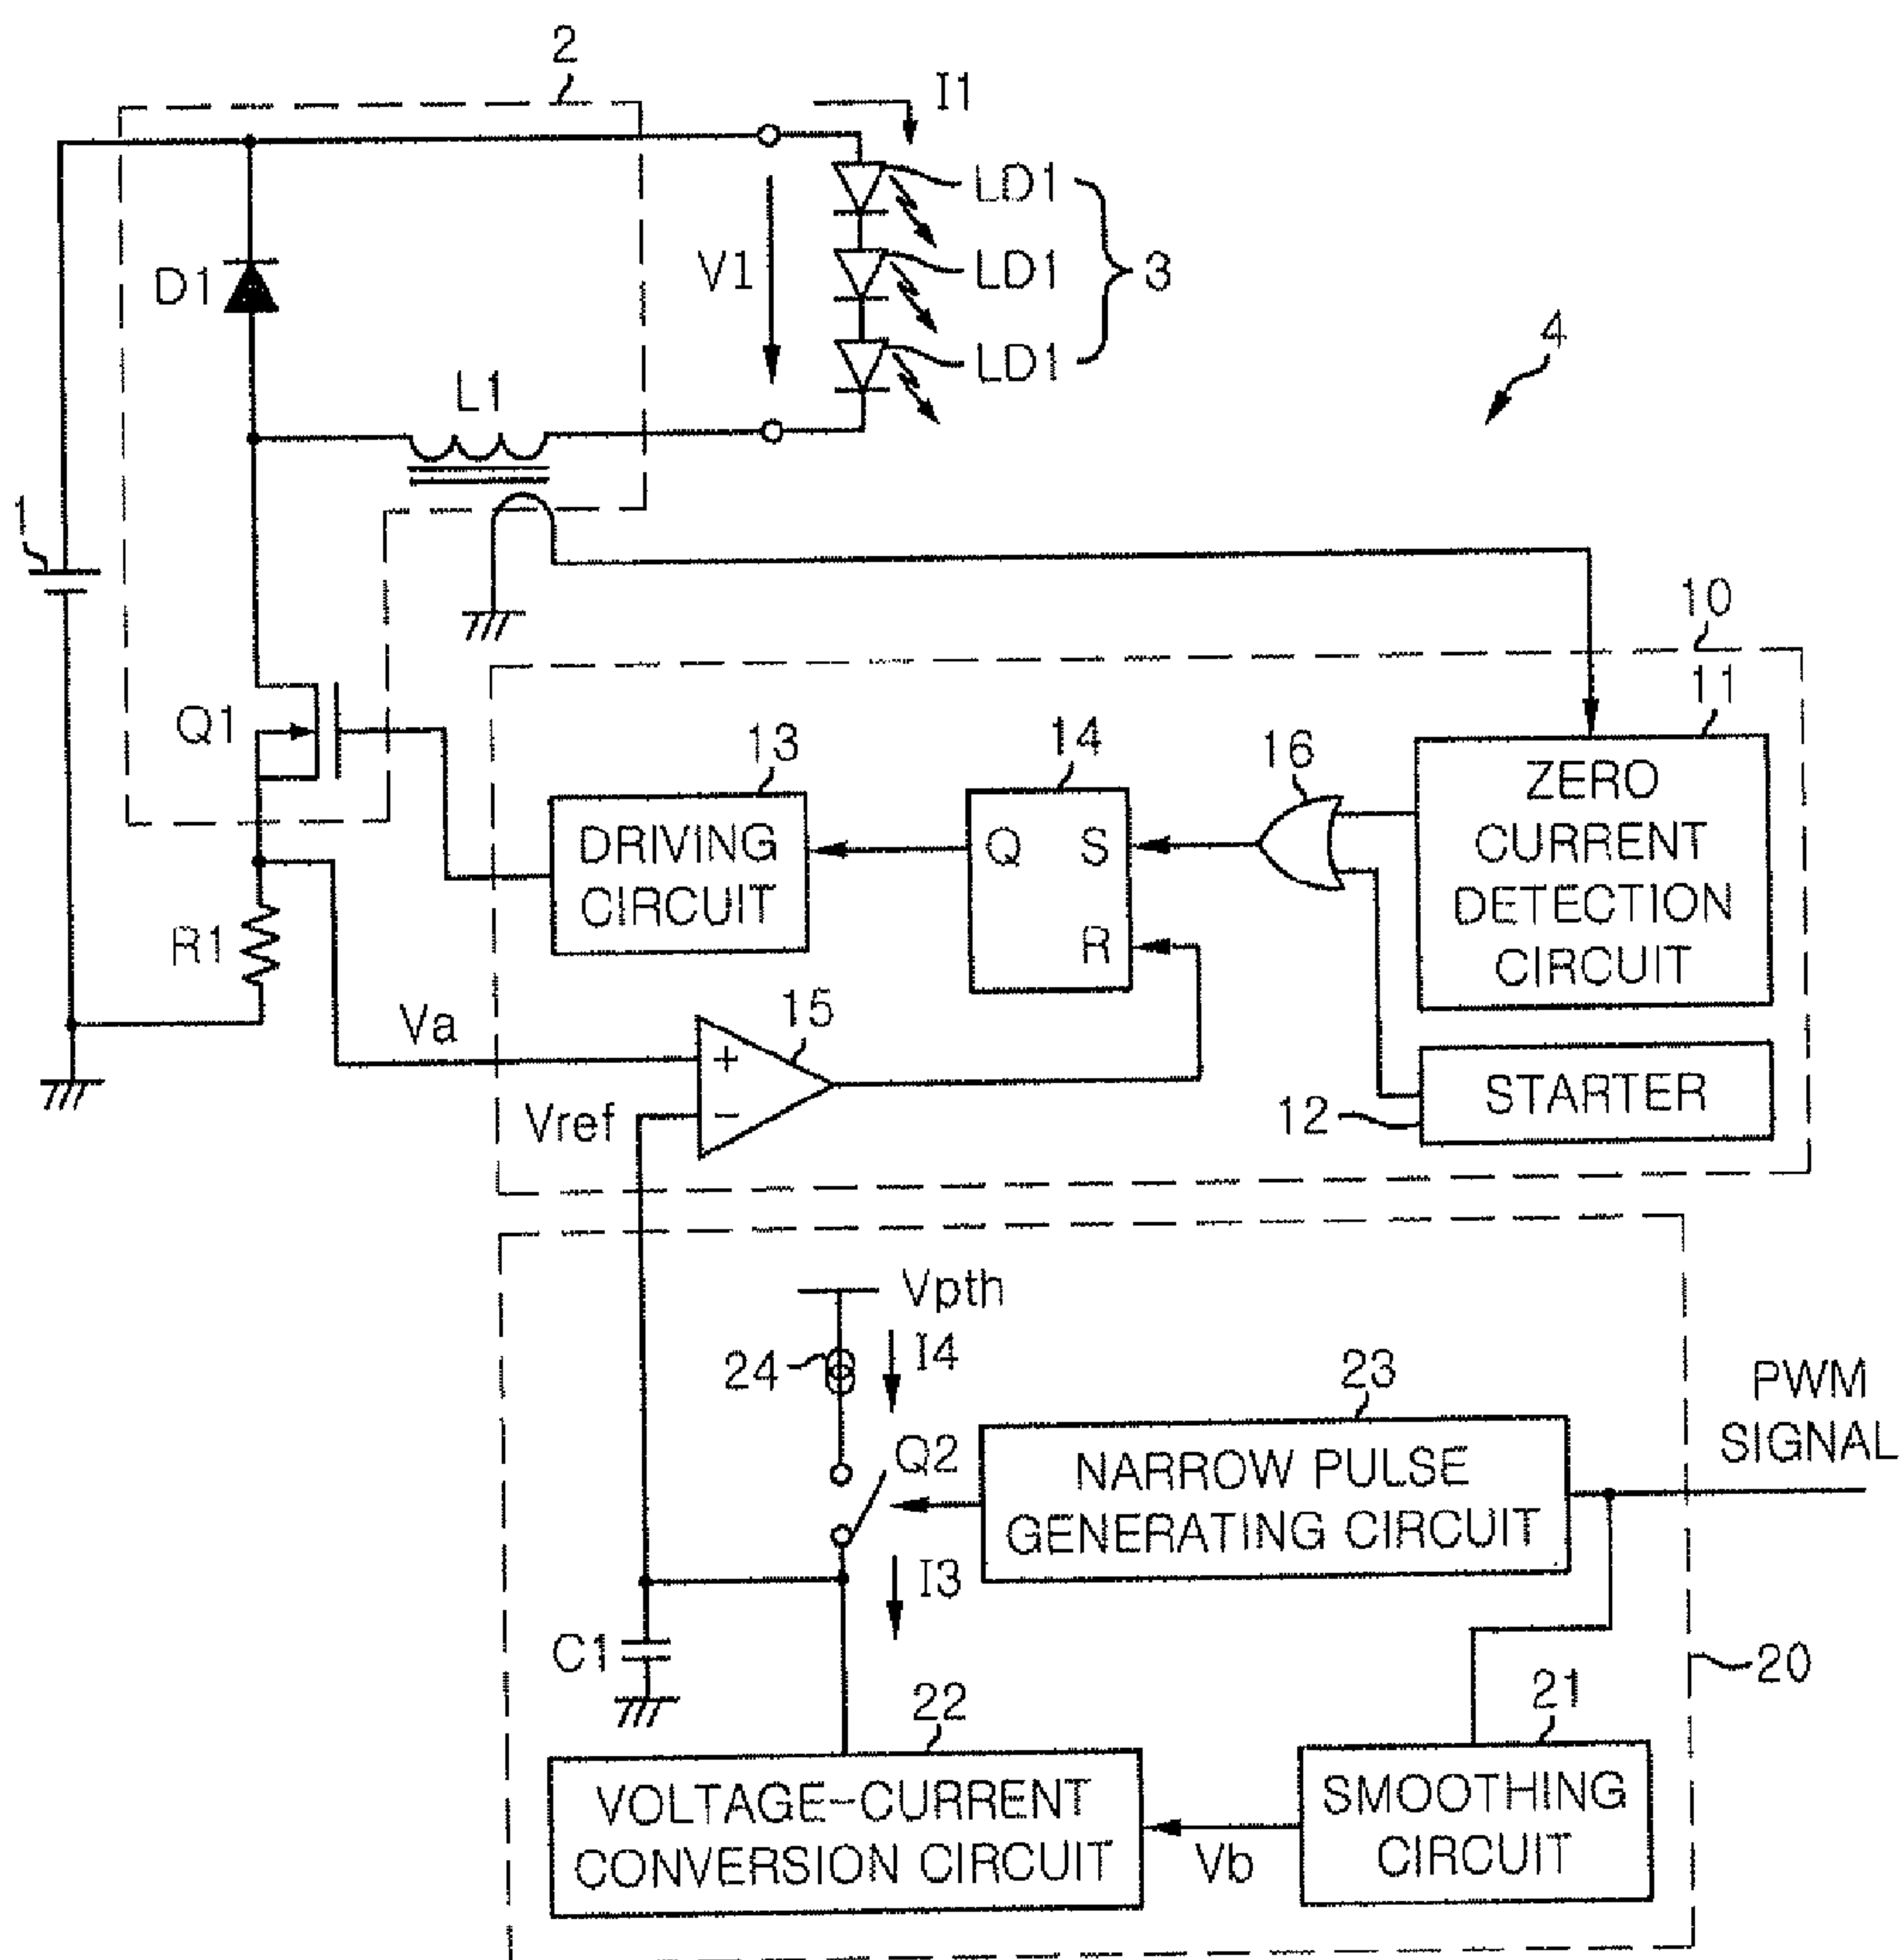 2
I1
LD1
LD1
3
LD1
V1
D1
4
L1
1
10
11
Q1
13
14
16
ZERO
CURRENT
DETECTION
CIRCUIT
DRIVING
CIRCUIT
Q
S
R
R1
Va
15
+
−
Vref
STARTER
12
Vpth
24
I4
23
PWM
SIGNAL
Q2
NARROW PULSE
GENERATING CIRCUIT
I3
C1
20
22
21
VOLTAGE-CURRENT
CONVERSION CIRCUIT
Vb
SMOOTHING
CIRCUIT